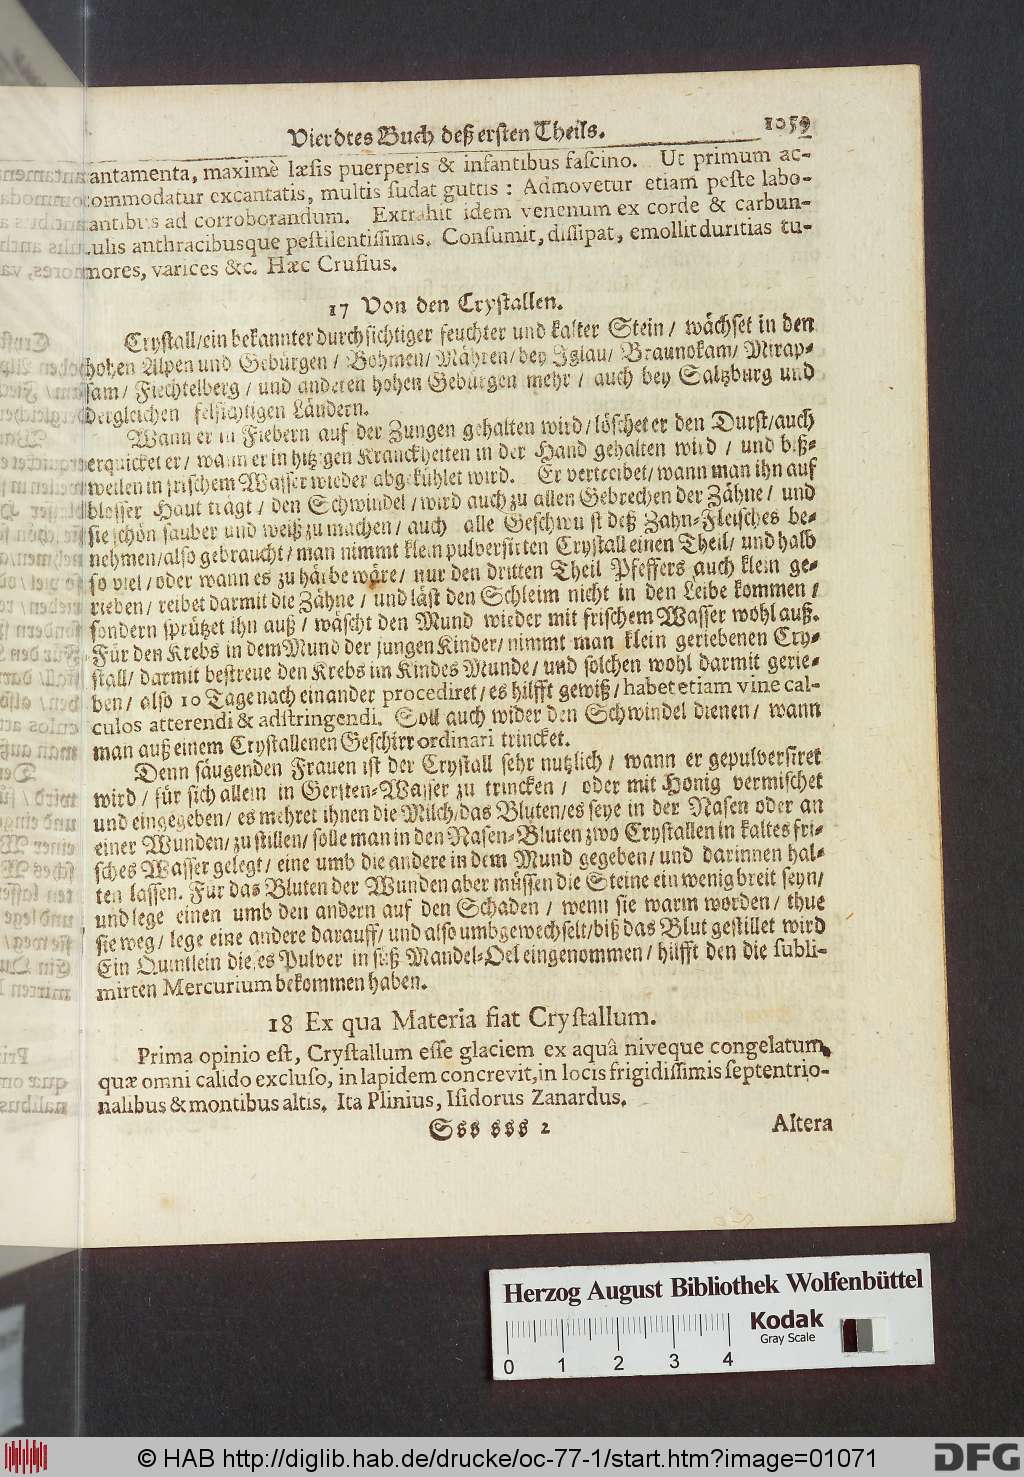 Vierdtes Buch deß ersten Theils. 1059
antamenta, maximè læsis puerperis & infantibus fascino. Ut primum ac-
commodatur excantatis, multis sudat guttis: Admovetur etiam peste labo-
antibus ad corroborandum. Extrahit idem venenum ex corde & carbun-
ulis anthracibusque pestilentissimis. Consumit, dissipat, emollit duritias tu-
mores, varices &c. Hæc Crusius.
17 Von den Crystallen.
Crystall/ein bekannter durchsichtiger feuchter und kalter Stein/ wächset in den
hohen Alpen und Gebürgen/ Böhmen/ Mähren/ bey Iglau/ Braunokam/ Mirap-
sam/ Fiechtelberg/ und anderen hohen Gebürgen mehr/ auch bey Saltzburg und
dergleichen felsichtigen Ländern.
Wann er in Fiebern auf der Zungen gehalten wird/ löschet er den Durst/ auch
erquicket er/ wann er in hitzigen Kranckheiten in der Hand gehalten wird/ und biß-
weilen in frischem Wasser wieder abgekühlet wird. Er vertreibet/ wann man ihn auf
blosser Haut trägt/ den Schwindel/ wird auch zu allen Gebrechen der Zähne/ und
sie schön sauber und weiß zu machen/ auch alle Geschwulst deß Zahn-Fleisches be-
nehmen/ also gebraucht/ man nimmt klein pulversirten Crystall einen Theil/ und halb
so viel/ oder wann es zu härbe wäre/ nur den dritten Theil Pfeffers auch klein ge-
rieben/ reibet darmit die Zähne/ und läst den Schleim nicht in den Leibe kommen/
sondern sprützet ihn auß/ wäscht den Mund wieder mit frischem Wasser wohl auß.
Für den Krebs in dem Mund der jungen Kinder/ nimmt man klein geriebenen Cry-
stall/ darmit bestreue den Krebs im Kindes Munde/ und solchen wohl darmit gerie-
ben/ also 10 Tage nach einander procediret/ es hilfft gewiß/ habet etiam vine cal-
culos atterendi & adstringendi. Soll auch wider den Schwindel dienen/ wann
man auß einem Crystallenen Geschirr ordinari trincket.
Denn säugenden Frauen ist der Crystall sehr nutzlich/ wann er gepulversiret
wird/ für sich allein in Gersten-Wasser zu trincken/ oder mit Honig vermischet
und eingegeben/ es mehret ihnen die Milch/ das Bluten/ es seye in der Nasen oder an
einer Wunden/ zu stillen/ solle man in den Nasen-Bluten zwo Crystallen in kaltes fri-
sches Wasser gelegt/ eine umb die andere in dem Mund gegeben/ und darinnen hal-
ten lassen. Für das Bluten der Wunden aber müssen die Steine ein wenig breit seyn/
und lege einen umb den andern auf den Schaden/ wenn sie warm worden/ thue
sie weg/ lege eine andere darauff/ und also umbgewechselt/ biß das Blut gestillet wird
Ein Quintlein dieses Pulver in süß Mandel-Oel eingenommen/ hilfft den die subli-
mirten Mercurium bekommen haben.
18 Ex qua Materia fiat Crystallum.
Prima opinio est, Crystallum esse glaciem ex aquâ niveque congelatum,
quæ omni calido excluso, in lapidem concrevit, in locis frigidissimis septentrio-
nalibus & montibus altis. Ita Plinius, Isidorus Zanardus.
Sss sss 2 Altera
Herzog August Bibliothek Wolfenbüttel
Kodak
Gray Scale
0 1 2 3 4
© HAB http://diglib.hab.de/drucke/oc-77-1/start.htm?image=01071
DFG